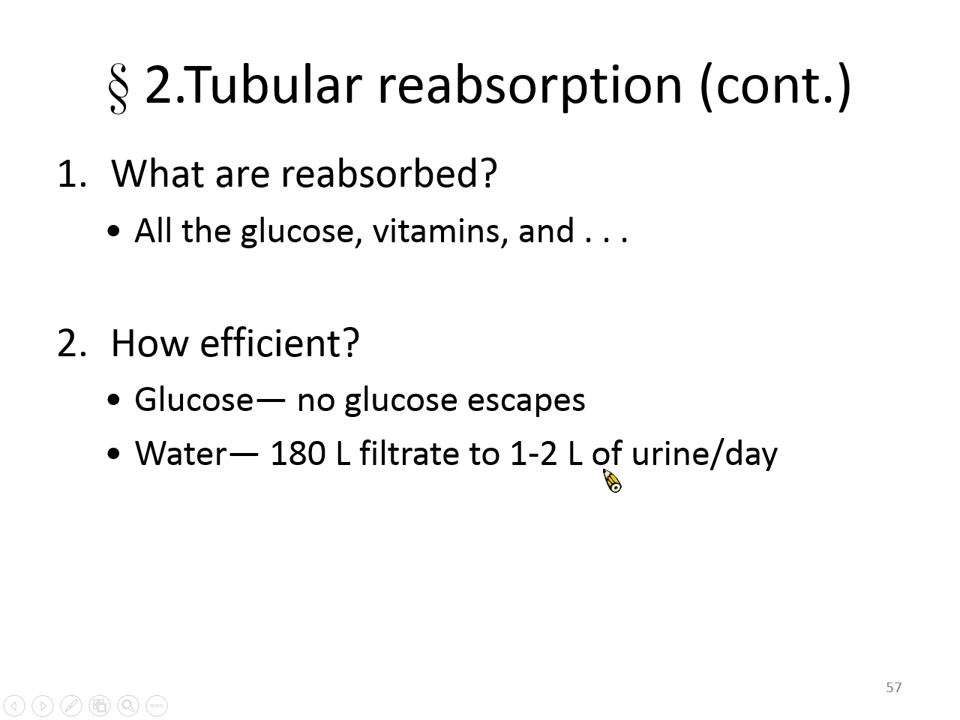 § 2.Tubular reabsorption (cont.)
1. What are reabsorbed?
• All the glucose, vitamins, and . . .
2. How efficient?
• Glucose— no glucose escapes
• Water— 180 L filtrate to 1-2 L of urine/day
57